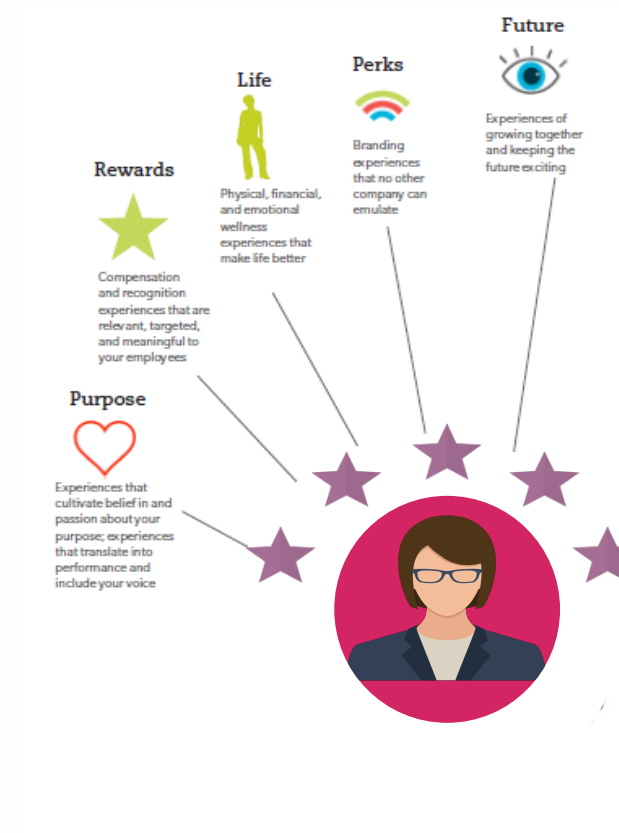 Future
Experiences of
growing together
and keeping the
future exciting
Perks
Branding
experiences
that no other
company can
emulate
Life
Physical, financial,
and emotional
wellness
experiences that
make life better
Rewards
Compensation
and recognition
experiences that are
relevant, targeted,
and meaningful to
your employees
Purpose
Experiences that
cultivate belief in and
passion about your
purpose; experiences
that translate into
performance and
include your voice